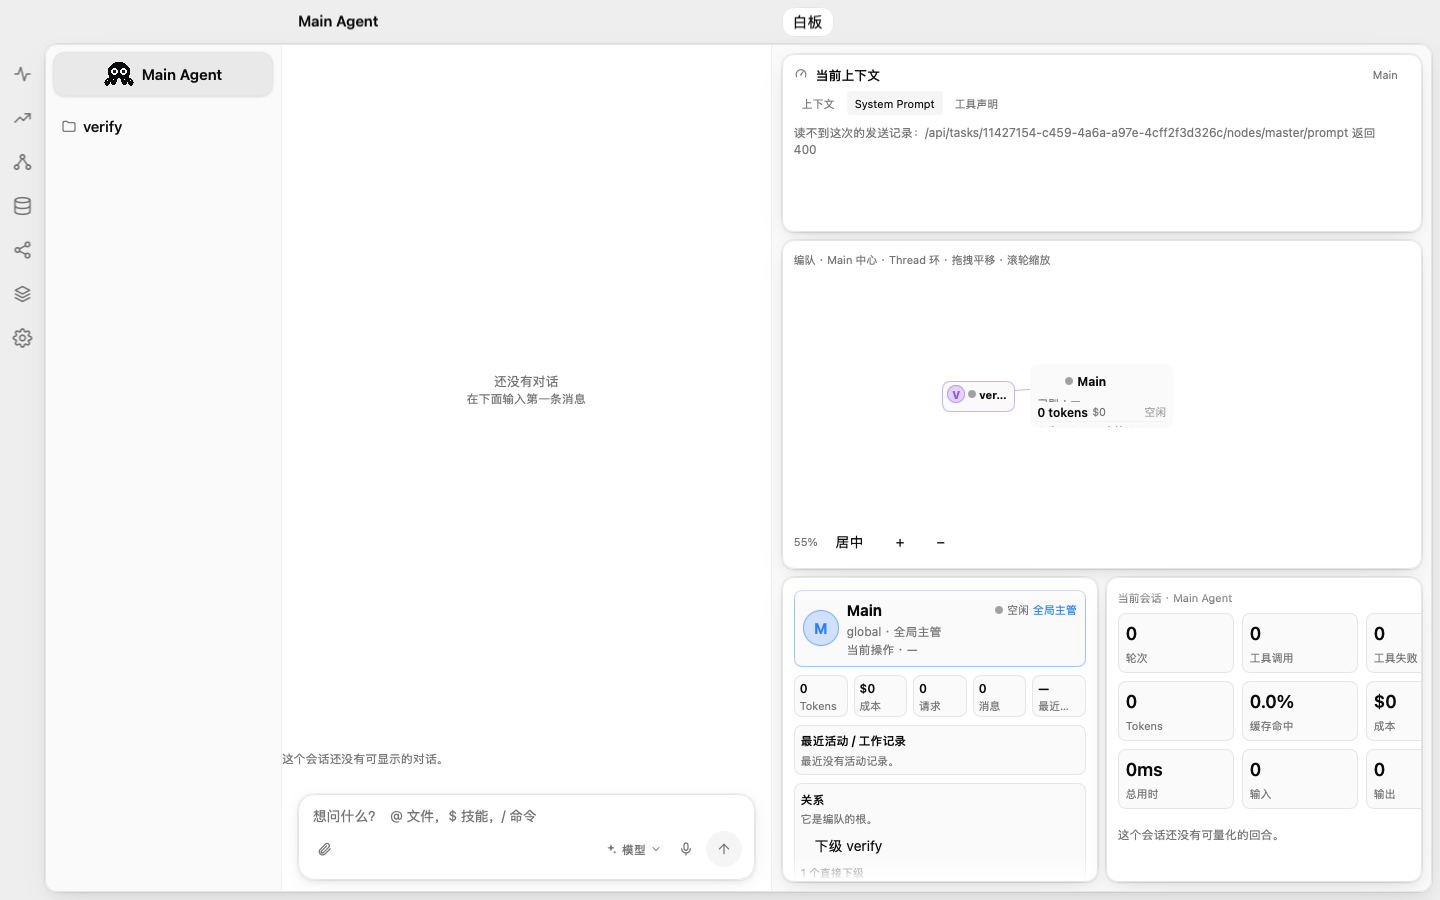 Main Agent
白板
Main Agent
verify
还没有对话
在下面输入第一条消息
这个会话还没有可显示的对话。
想问什么? @ 文件, $ 技能, / 命令
模型
当前上下文
Main
上下文
System Prompt
工具声明
读不到这次的发送记录: /api/tasks/11427154-c459-4a6a-a97e-4cff2f3d326c/nodes/master/prompt 返回
400
编队 · Main 中心 · Thread 环 · 拖拽平移 · 滚轮缩放
V ver...
Main
0 tokens $0 空闲
55% 居中 + −
M
Main
空闲 全局主管
global · 全局主管
当前操作 · —
0 $0 0 0 —
Tokens 成本 请求 消息 最近...
最近活动 / 工作记录
最近没有活动记录。
关系
它是编队的根。
下级 verify
1 个直接下级
当前会话 · Main Agent
0 0 0
轮次 工具调用 工具失败
0 0.0% $0
Tokens 缓存命中 成本
0ms 0 0
总用时 输入 输出
这个会话还没有可量化的回合。